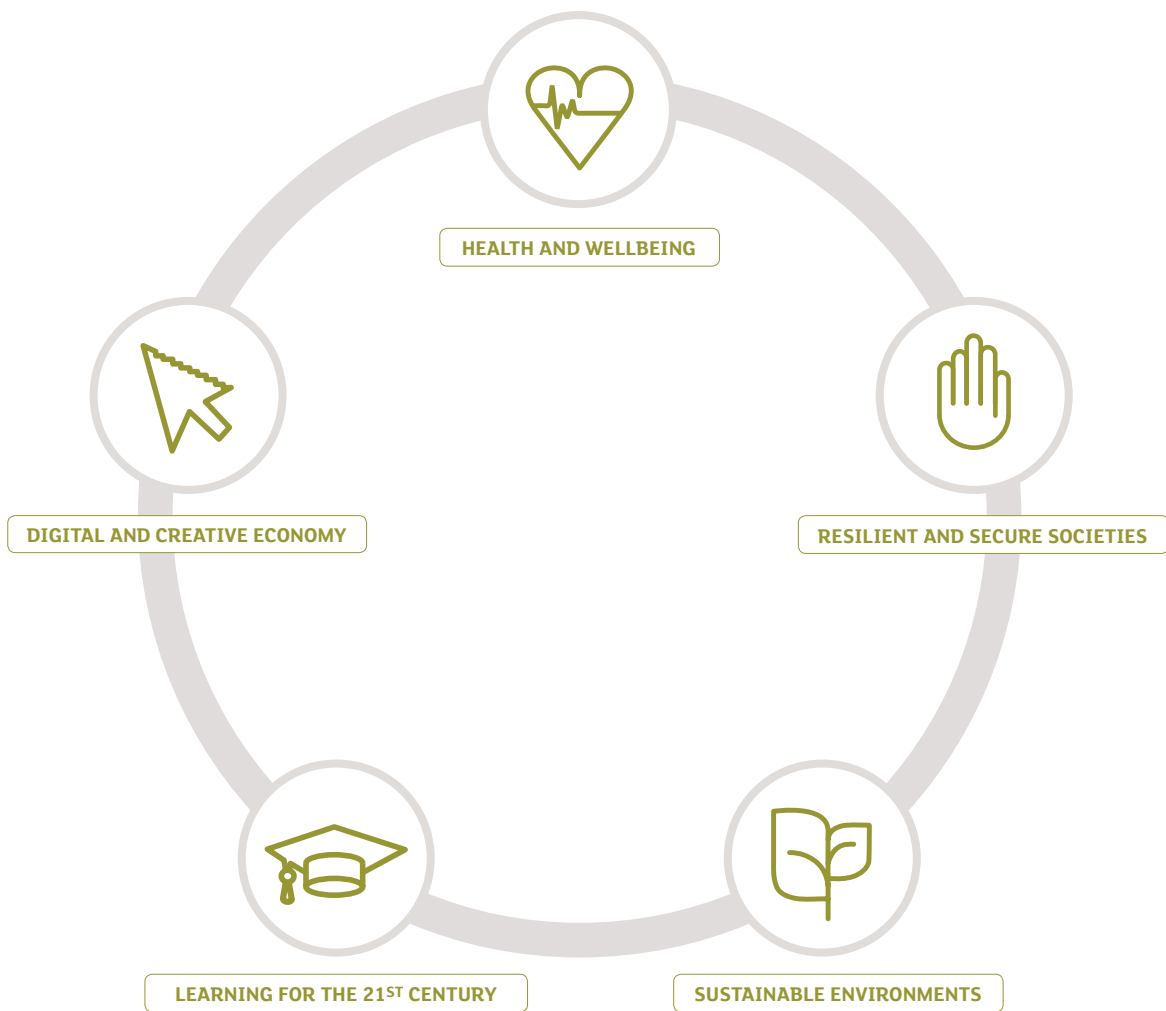 HEALTH AND WELLBEING
DIGITAL AND CREATIVE ECONOMY
RESILIENT AND SECURE SOCIETIES
LEARNING FOR THE 21ST CENTURY
SUSTAINABLE ENVIRONMENTS